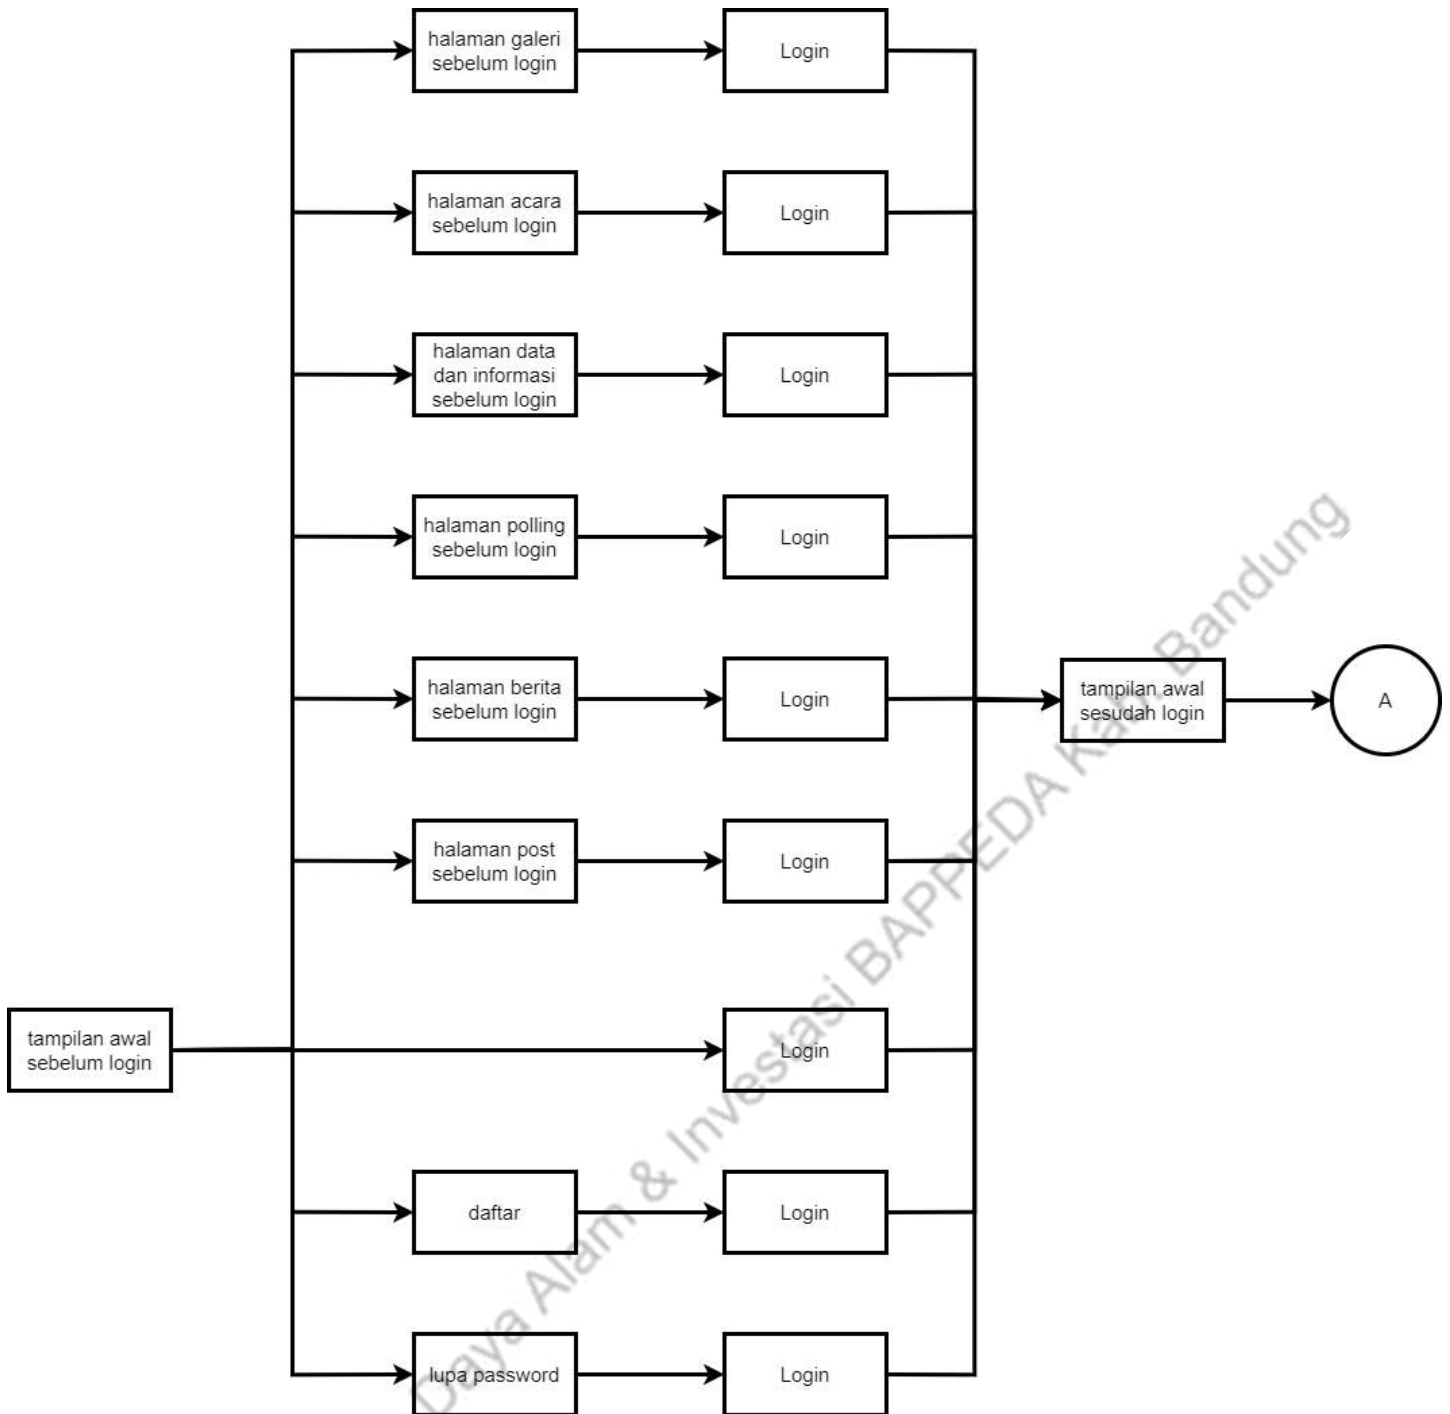 halaman galeri
sebelum login
Login
halaman acara
sebelum login
Login
halaman data
dan informasi
sebelum login
Login
halaman polling
sebelum login
Login
halaman berita
sebelum login
Login
tampilan awal
sesudah login
A
halaman post
sebelum login
Login
tampilan awal
sebelum login
Login
daftar
Login
lupa password
Login
Daya Alam & Investasi BAPPEDA Kab. Bandung